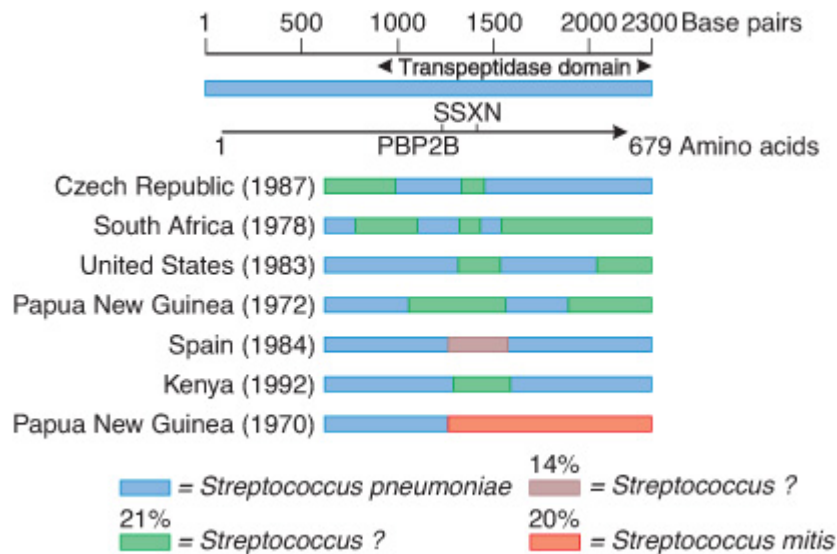 1 500 1000 1500 2000 2300 Base pairs
Transpeptidase domain
SSXN
1 PBP2B 679 Amino acids
Czech Republic (1987)
South Africa (1978)
United States (1983)
Papua New Guinea (1972)
Spain (1984)
Kenya (1992)
Papua New Guinea (1970)
= Streptococcus pneumoniae
14%
= Streptococcus ?
21%
= Streptococcus ?
20%
= Streptococcus mitis